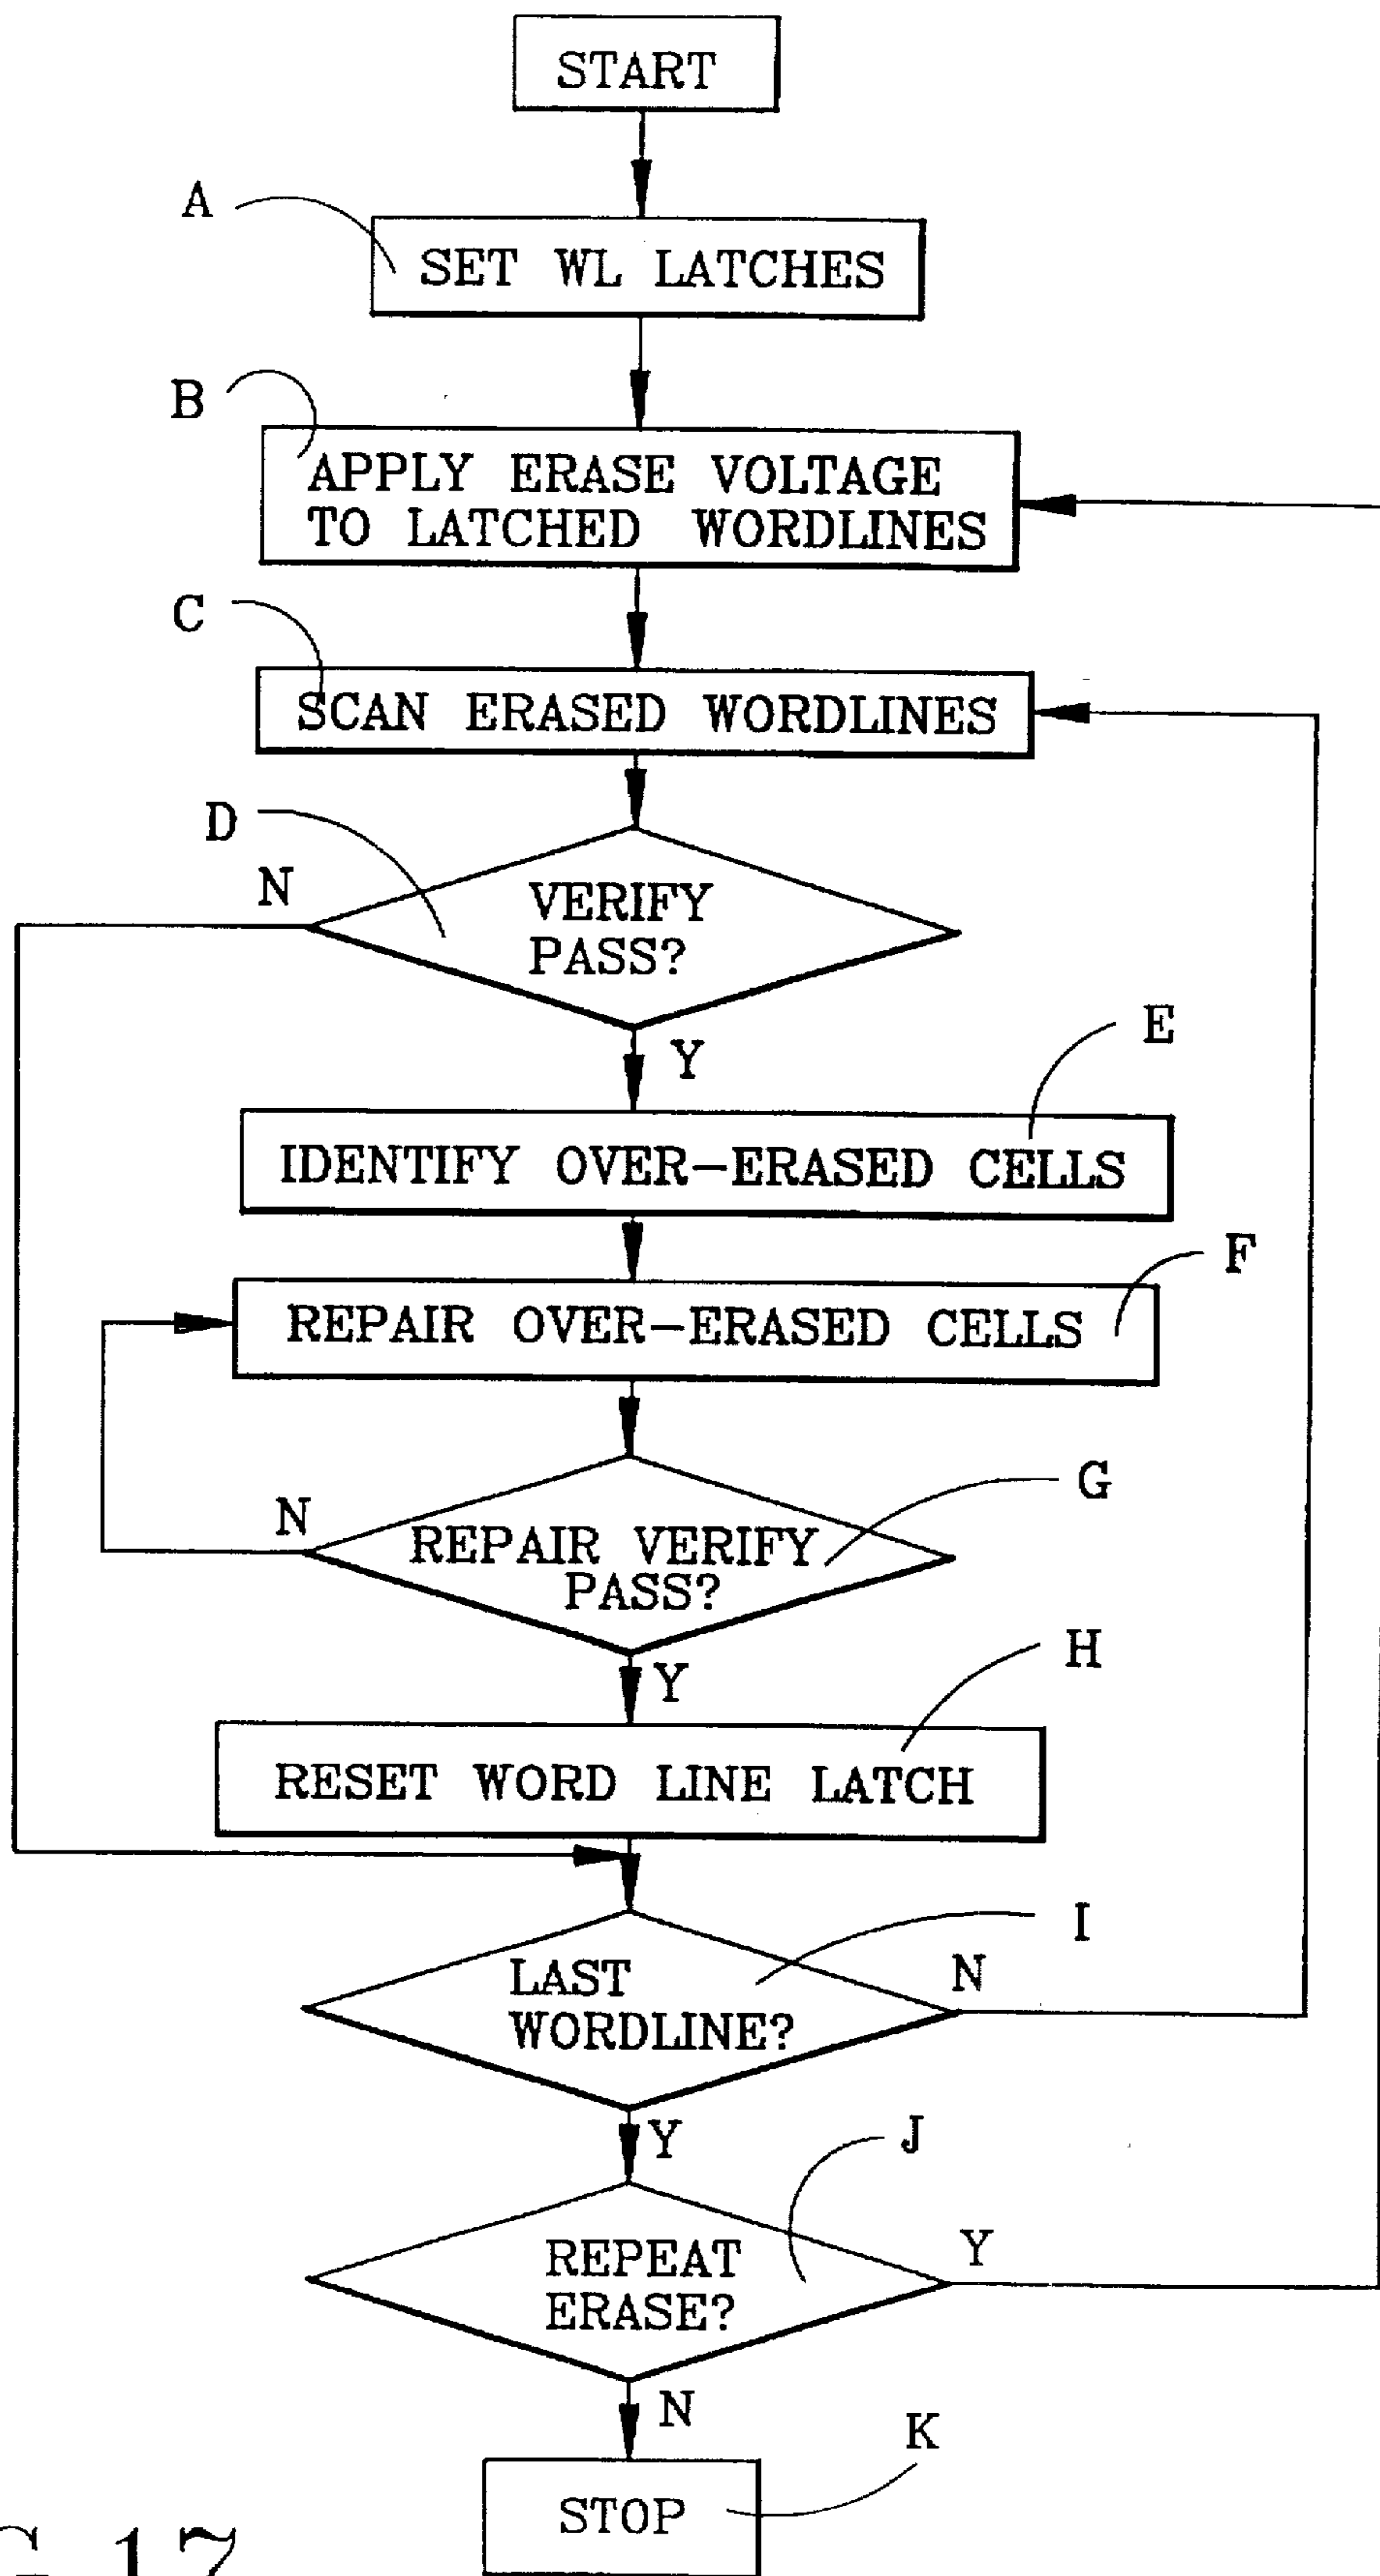 START
A
SET WL LATCHES
B
APPLY ERASE VOLTAGE
TO LATCHED WORDLINES
C
SCAN ERASED WORDLINES
D
N
VERIFY
PASS?
Y
E
IDENTIFY OVER-ERASED CELLS
F
REPAIR OVER-ERASED CELLS
G
N
REPAIR VERIFY
PASS?
Y
H
RESET WORD LINE LATCH
I
N
LAST
WORDLINE?
Y
J
Y
REPEAT
ERASE?
N
K
STOP
17